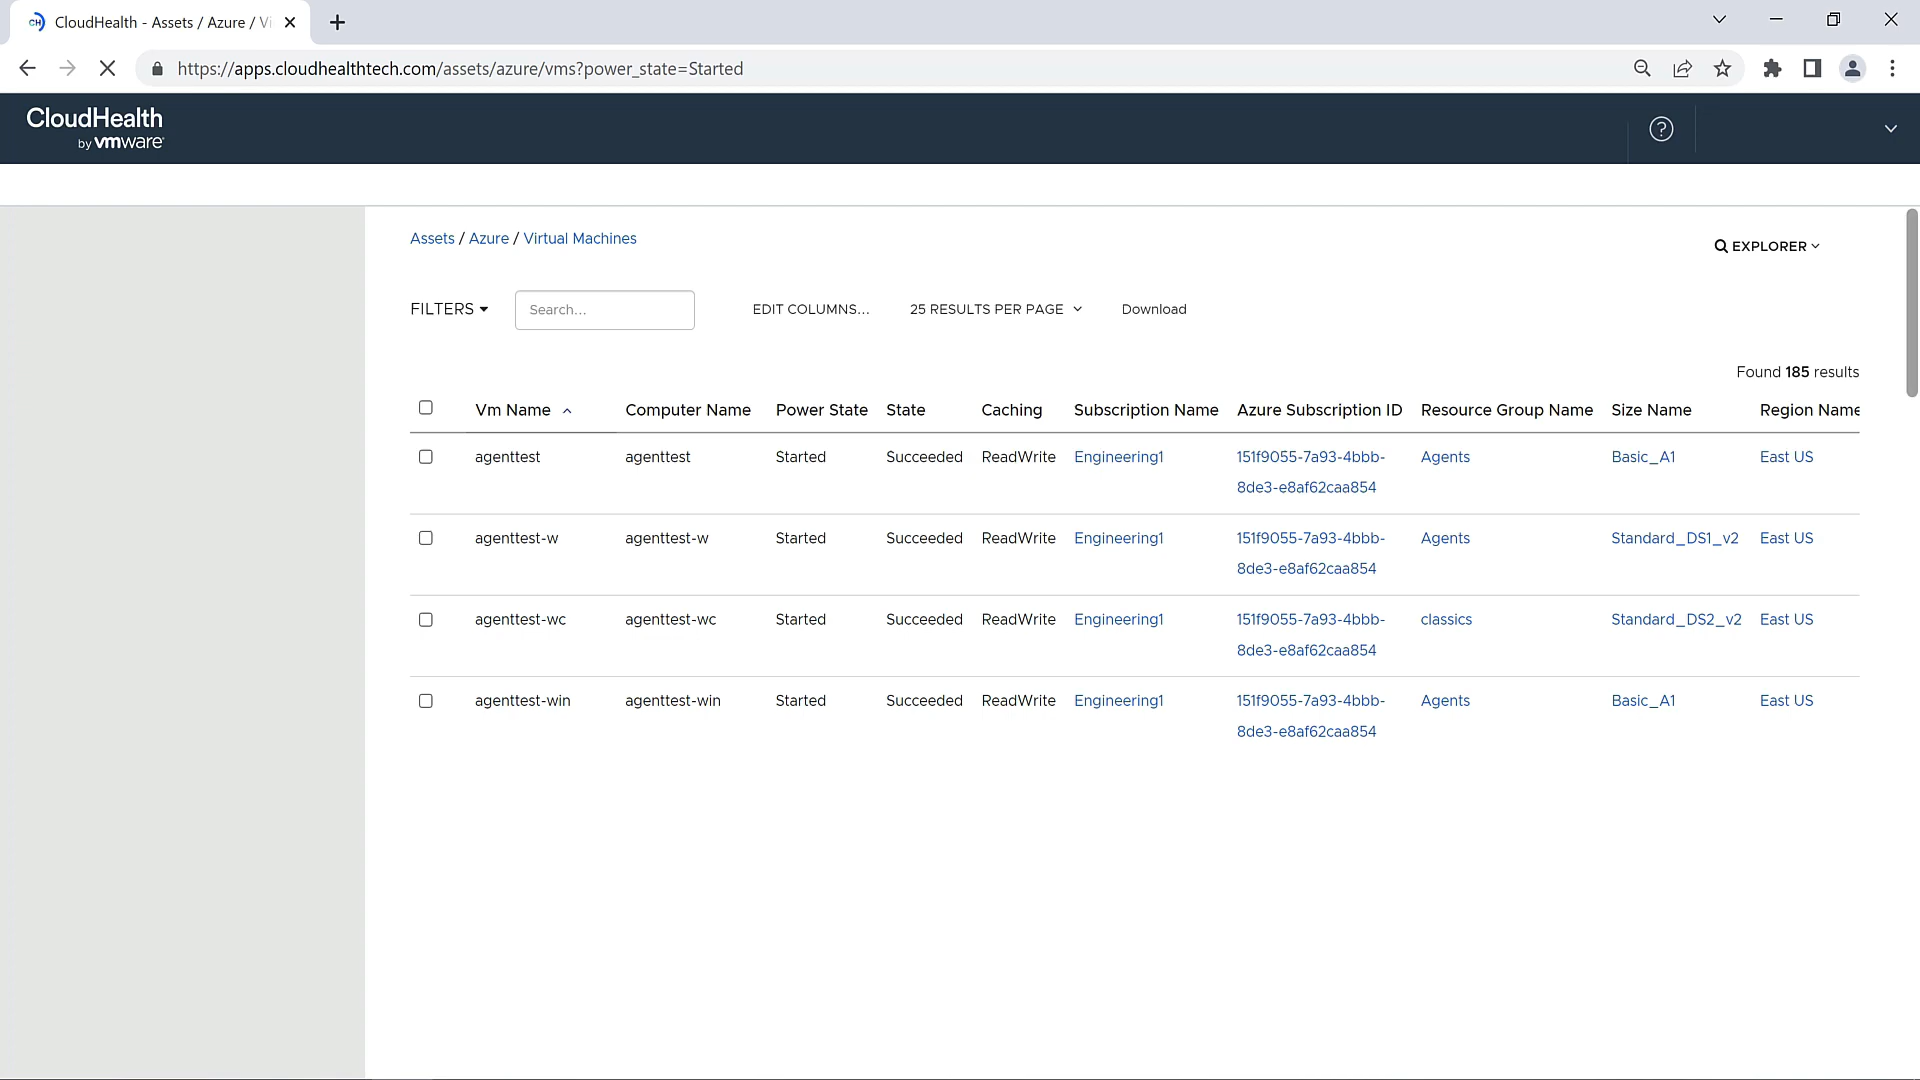 CloudHealth - Assets / Azure / Vi
https://apps.cloudhealthtech.com/assets/azure/vms?power_state=Started
CloudHealth
by vmware
Assets / Azure / Virtual Machines
EXPLORER
FILTERS
Search...
EDIT COLUMNS...
25 RESULTS PER PAGE
Download
Found 185 results
Vm Name Computer Name Power State State Caching Subscription Name Azure Subscription ID Resource Group Name Size Name Region Name
agenttest agenttest Started Succeeded ReadWrite Engineering1 151f9055-7a93-4bbb- Agents Basic_A1 East US
8de3-e8af62caa854
agenttest-w agenttest-w Started Succeeded ReadWrite Engineering1 151f9055-7a93-4bbb- Agents Standard_DS1_v2 East US
8de3-e8af62caa854
agenttest-wc agenttest-wc Started Succeeded ReadWrite Engineering1 151f9055-7a93-4bbb- classics Standard_DS2_v2 East US
8de3-e8af62caa854
agenttest-win agenttest-win Started Succeeded ReadWrite Engineering1 151f9055-7a93-4bbb- Agents Basic_A1 East US
8de3-e8af62caa854